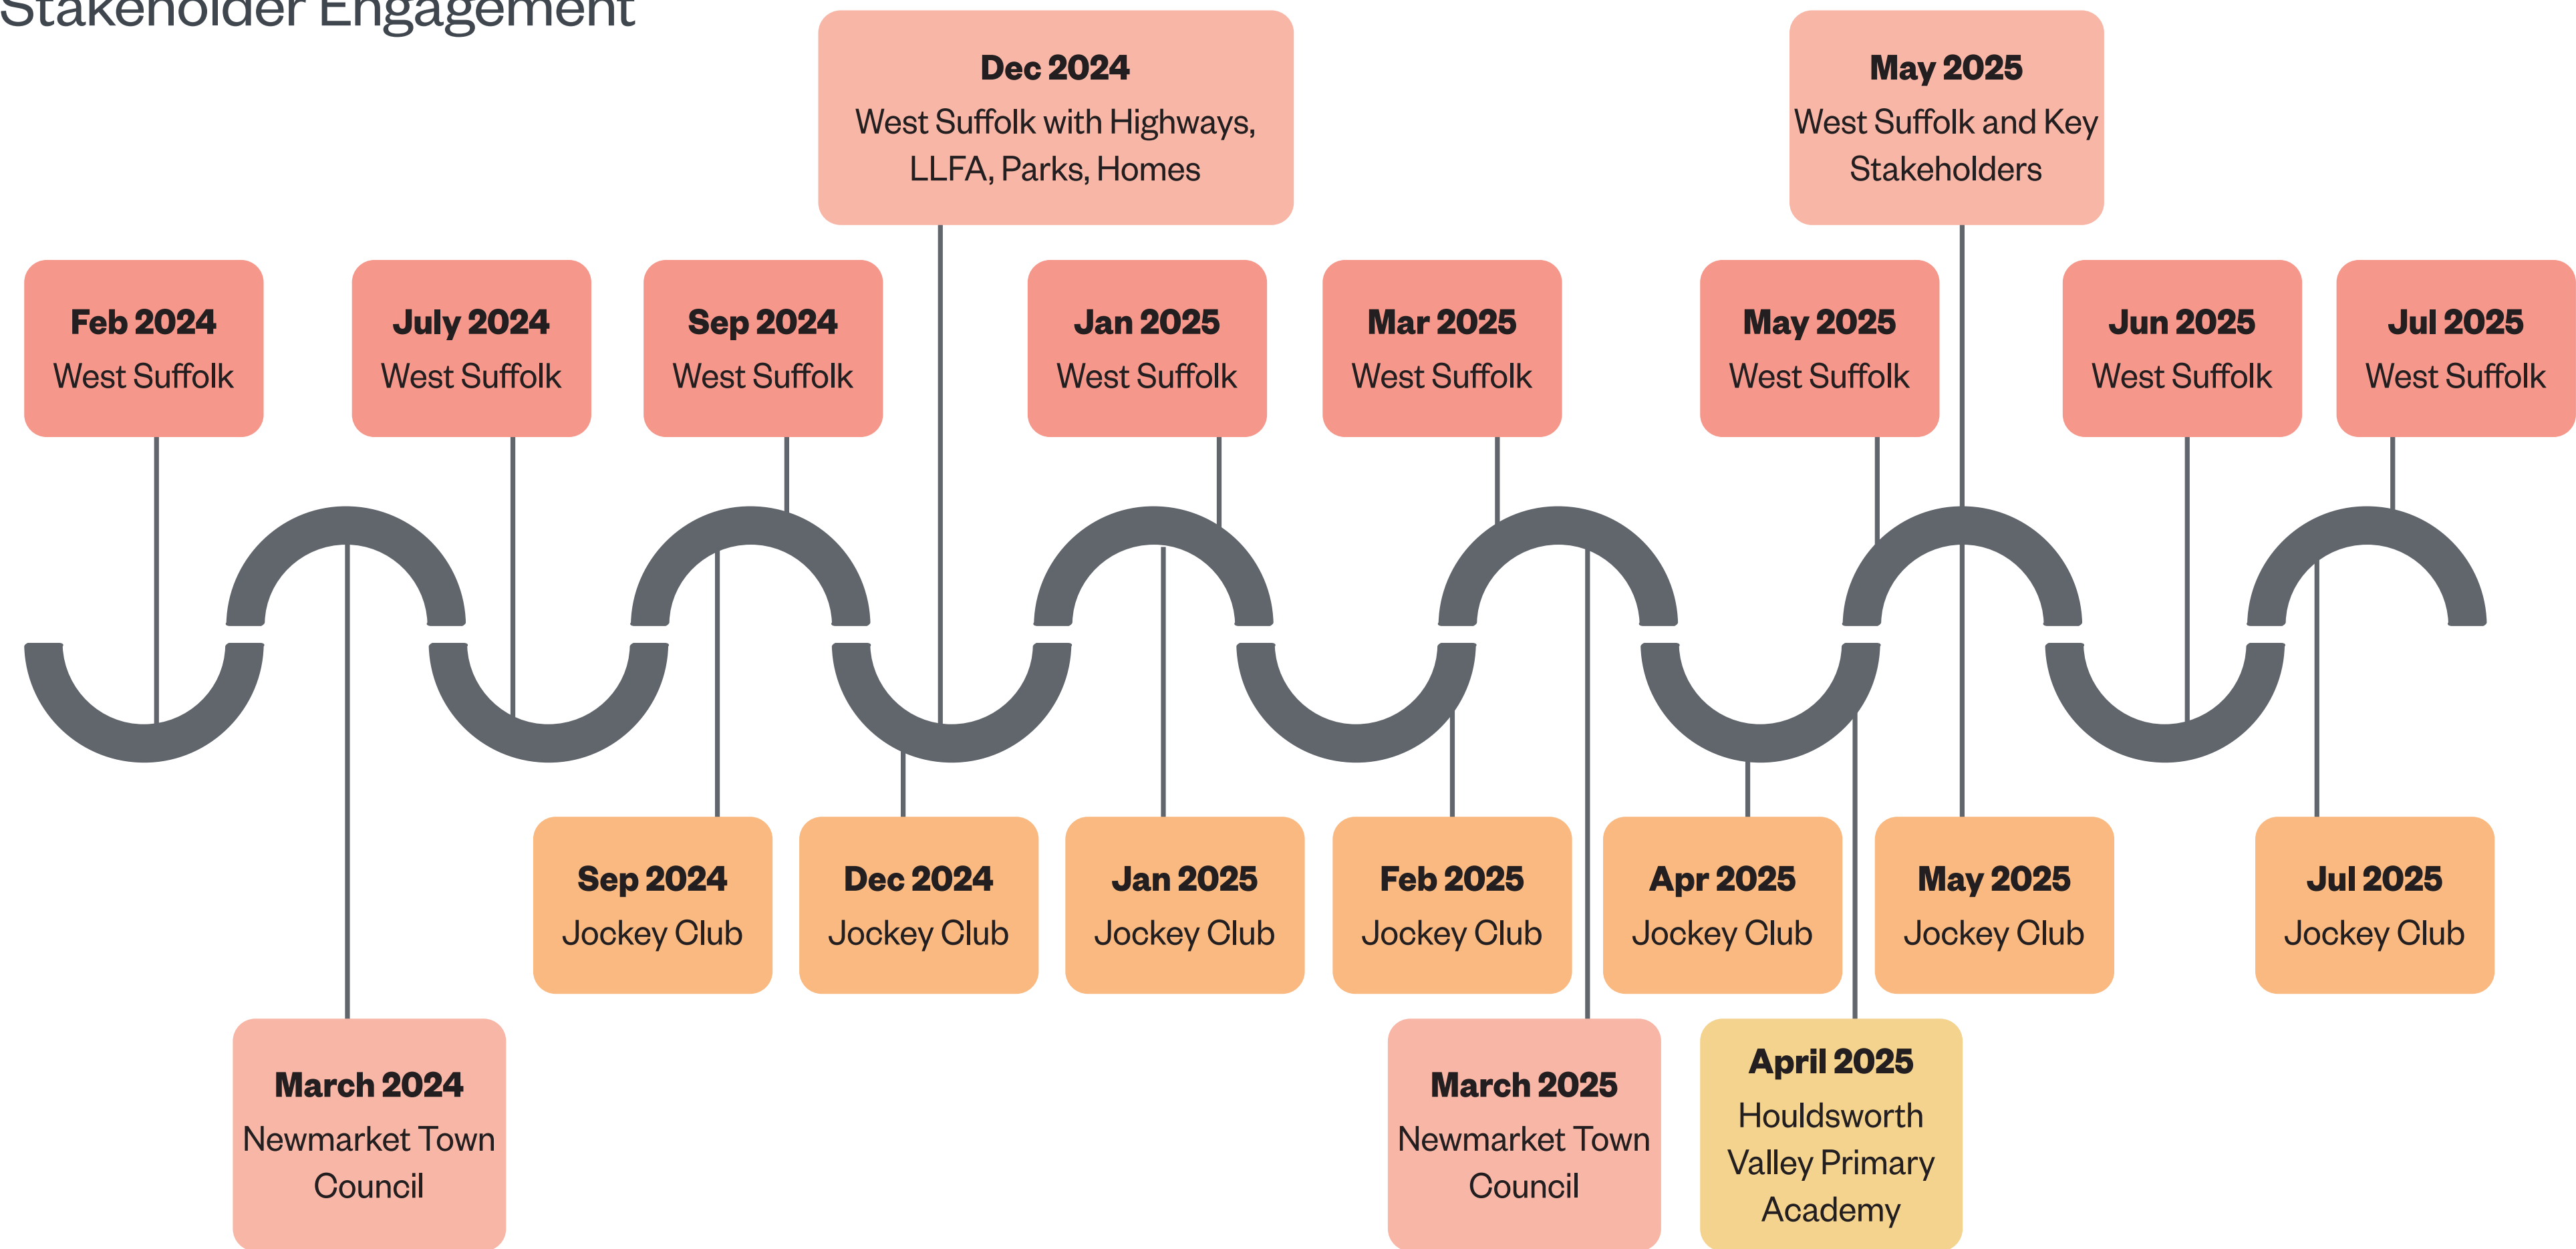 Stakeholder Engagement
Dec 2024
West Suffolk with Highways,
LLFA, Parks, Homes
May 2025
West Suffolk and Key
Stakeholders
Feb 2024
West Suffolk
July 2024
West Suffolk
Sep 2024
West Suffolk
Jan 2025
West Suffolk
Mar 2025
West Suffolk
May 2025
West Suffolk
Jun 2025
West Suffolk
Jul 2025
West Suffolk
Sep 2024
Jockey Club
Dec 2024
Jockey Club
Jan 2025
Jockey Club
Feb 2025
Jockey Club
Apr 2025
Jockey Club
May 2025
Jockey Club
Jul 2025
Jockey Club
March 2024
Newmarket Town
Council
March 2025
Newmarket Town
Council
April 2025
Houldsworth
Valley Primary
Academy